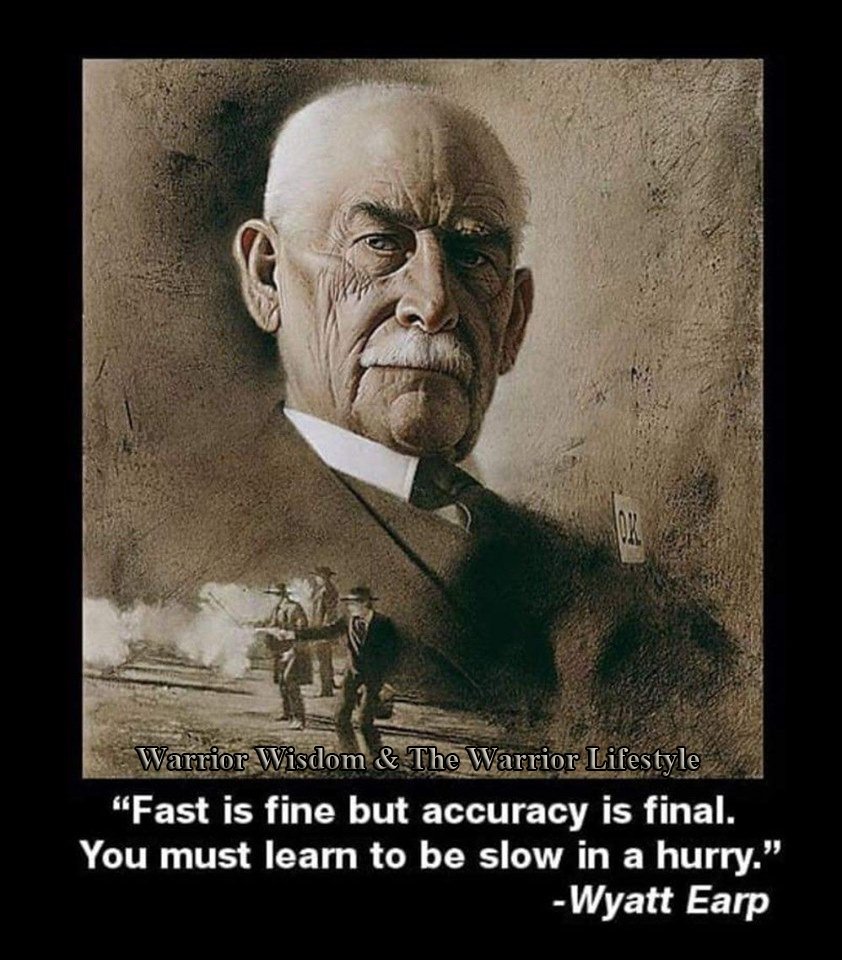 O.K.
Warrior Wisdom & The Warrior Lifestyle
“Fast is fine but accuracy is final.
You must learn to be slow in a hurry.”
-Wyatt Earp